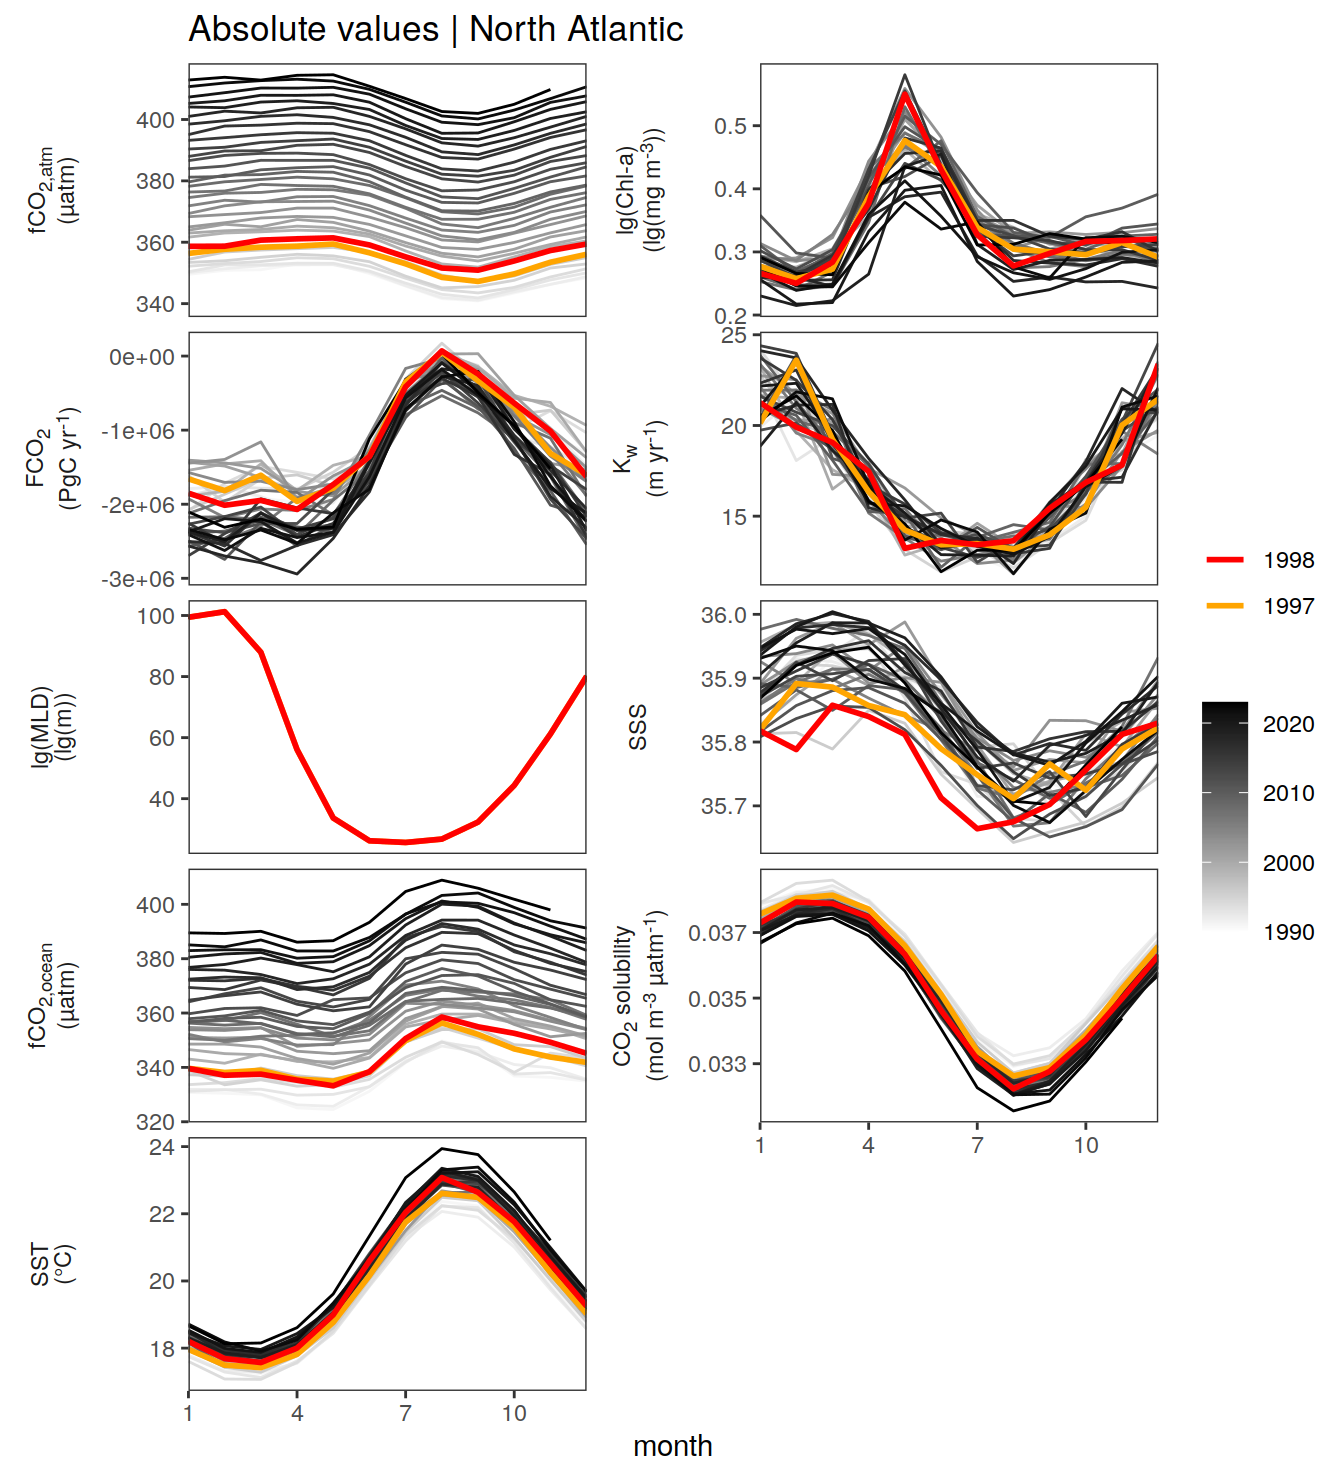 Absolute values | North Atlantic
fCO2,atm
(µatm)
400
380
360
340
lg(Chl-a)
(lg(mg m-3))
0.5
0.4
0.3
0.2
FCO2
(PgC yr-1)
0e+00
-1e+06
-2e+06
-3e+06
Kw
(m yr-1)
25
20
15
lg(MLD)
(lg(m))
100
80
60
40
SSS
36.0
35.9
35.8
35.7
fCO2,ocean
(µatm)
400
380
360
340
320
CO2 solubility
(mol m-3 µatm-1)
0.037
0.035
0.033
1 4 7 10
SST
(°C)
24
22
20
18
1 4 7 10
month
1998
1997
2020
2010
2000
1990